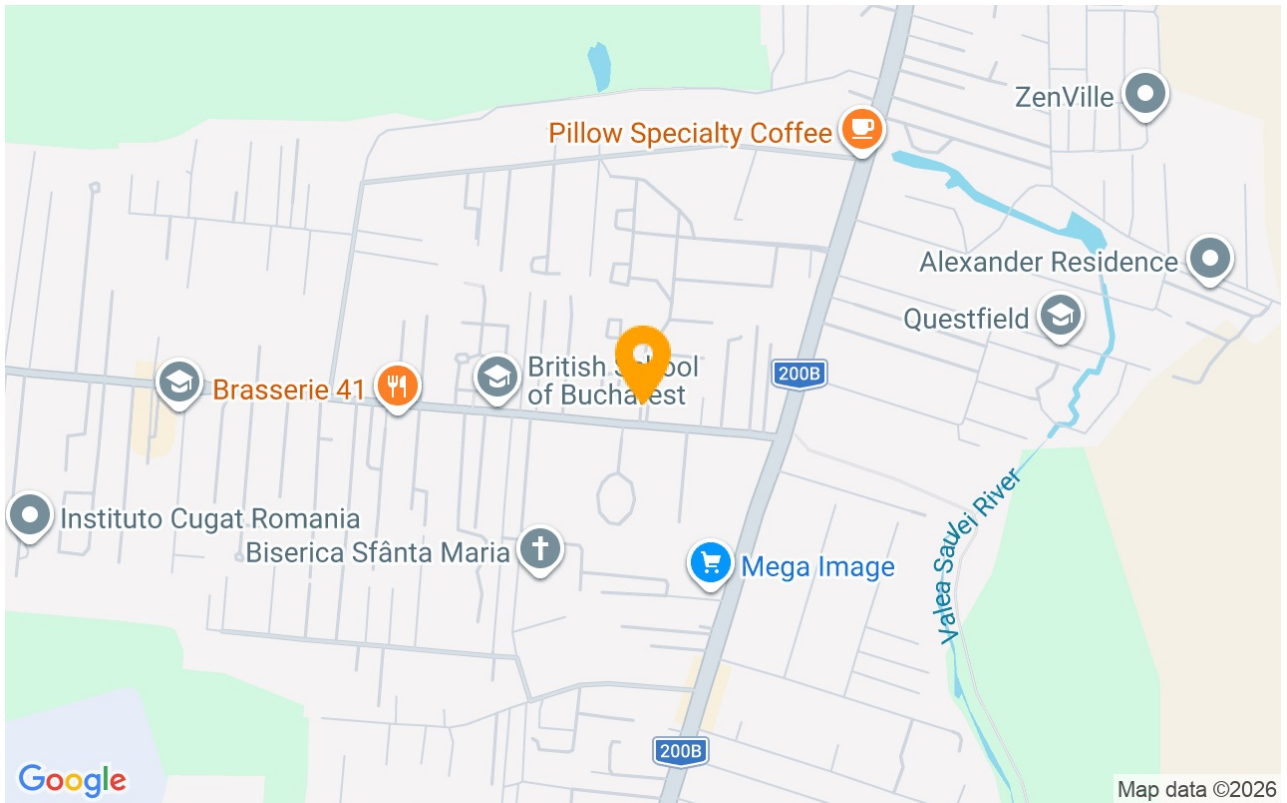 ZenVille
Pillow Specialty Coffee
Alexander Residence
Questfield
British School
of Bucharest
200B
Brasserie 41
Valea Saulei River
Instituto Cugat Romania
Biserica Sfânta Maria
Mega Image
200B
Google
Map data ©2026